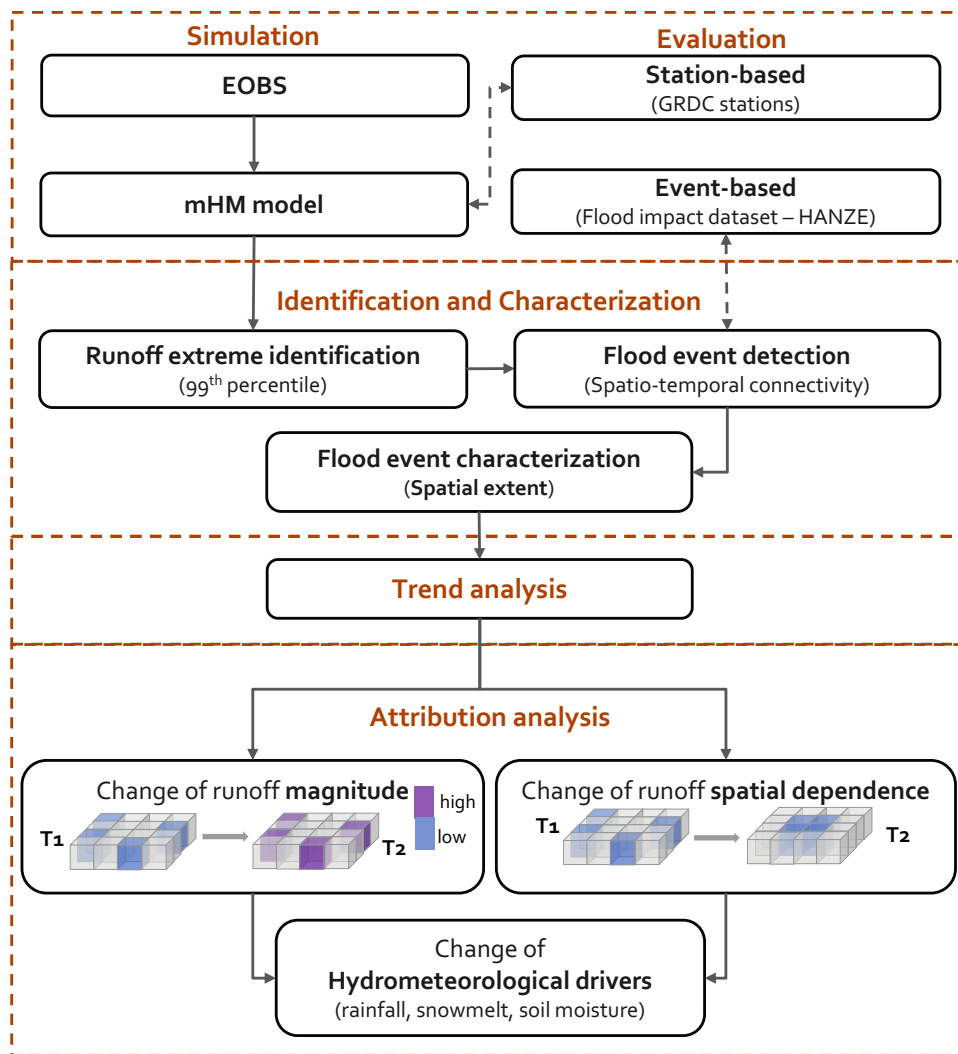 Simulation
Evaluation
EOBS
Station-based
(GRDC stations)
mHM model
Event-based
(Flood impact dataset – HANZE)
Identification and Characterization
Runoff extreme identification
(99th percentile)
Flood event detection
(Spatio-temporal connectivity)
Flood event characterization
(Spatial extent)
Trend analysis
Attribution analysis
Change of runoff magnitude
high
low
T1
T2
Change of runoff spatial dependence
T1
T2
Change of
Hydrometeorological drivers
(rainfall, snowmelt, soil moisture)